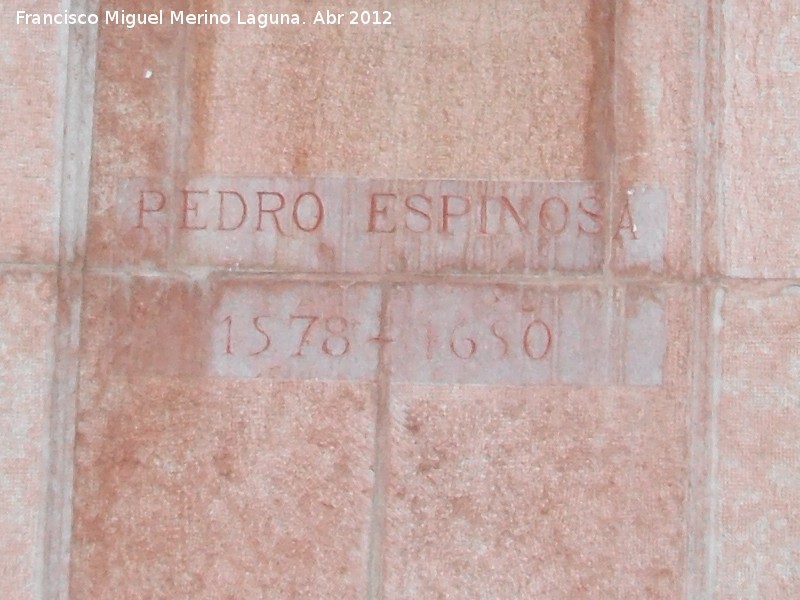 Francisco Miguel Merino Laguna. Abr 2012
PEDRO ESPINOSA
1578 - 1650